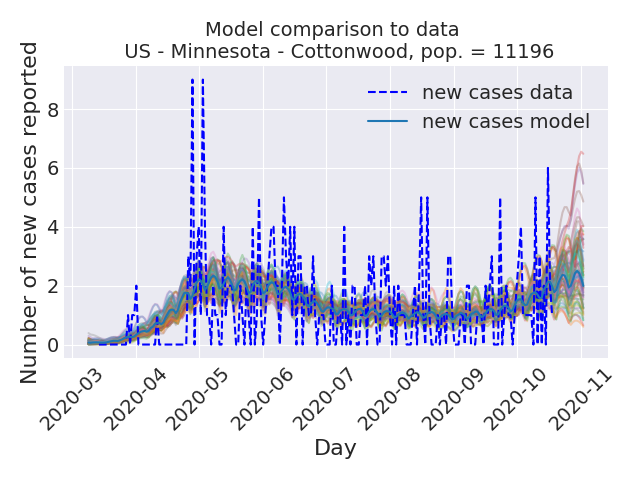 Model comparison to data
US - Minnesota - Cottonwood, pop. = 11196
new cases data
new cases model
Number of new cases reported
8
6
4
2
0
2020-03
2020-04
2020-05
2020-06
2020-07
2020-08
2020-09
2020-10
2020-11
Day